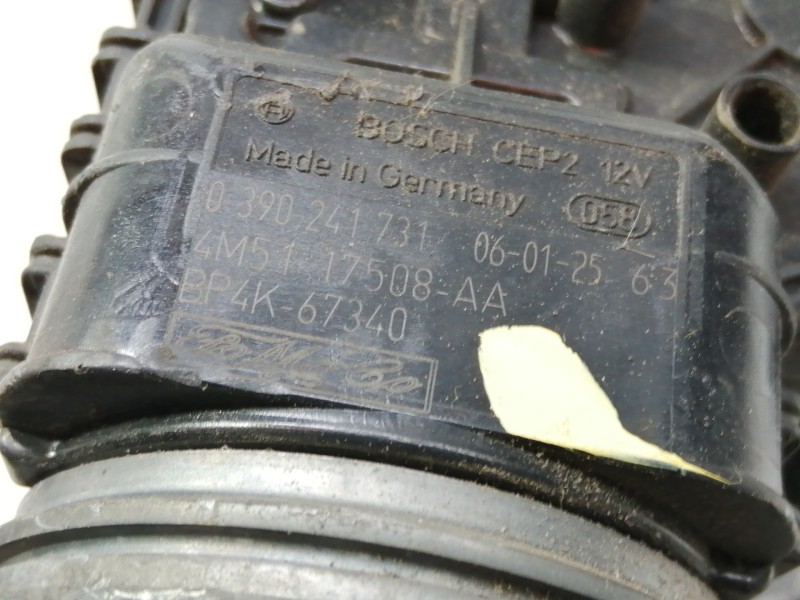 BOSCH CEP2 12V
Made in Germany 058
0 390 241 731 06-01-25 63
4M51 17508-AA
BP4K-67340
FoMoCo